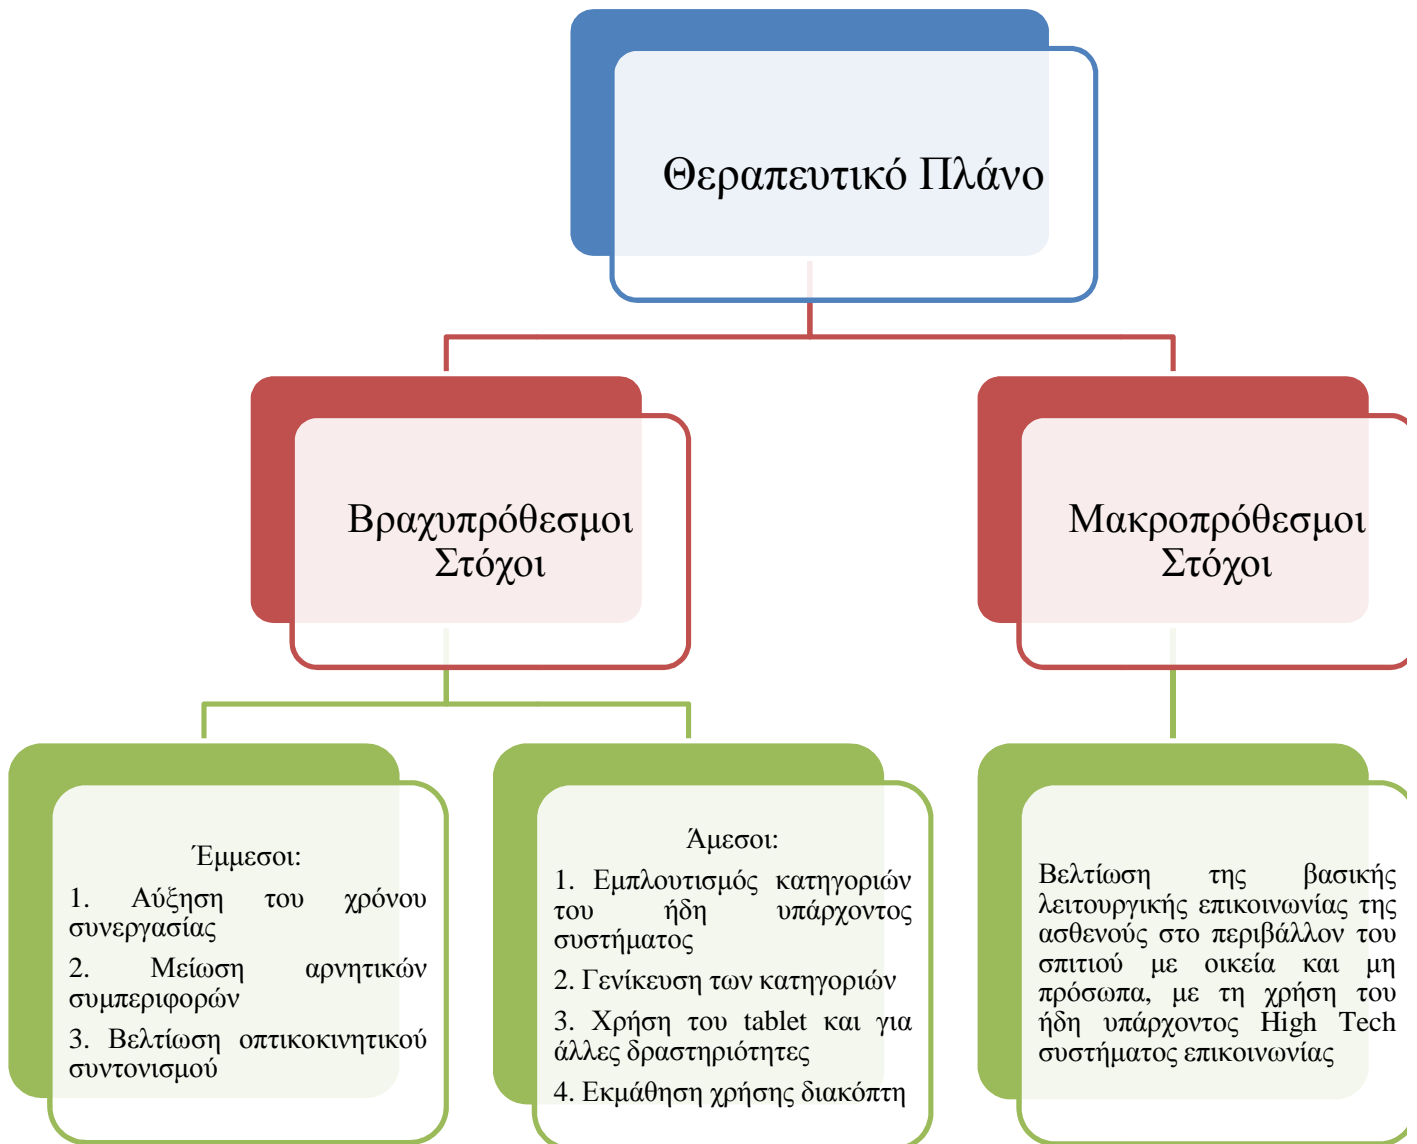 Θεραπευτικό Πλάνο
Βραχυπρόθεσμοι
Στόχοι
Μακροπρόθεσμοι
Στόχοι
Έμμεσοι:
1. Αύξηση του χρόνου
συνεργασίας
2. Μείωση αρνητικών
συμπεριφορών
3. Βελτίωση οπτικοκινητικού
συντονισμού
Άμεσοι:
1. Εμπλουτισμός κατηγοριών
του ήδη υπάρχοντος
συστήματος
2. Γενίκευση των κατηγοριών
3. Χρήση του tablet και για
άλλες δραστηριότητες
4. Εκμάθηση χρήσης διακόπτη
Βελτίωση της βασικής
λειτουργικής επικοινωνίας της
ασθενούς στο περιβάλλον του
σπιτιού με οικεία και μη
πρόσωπα, με τη χρήση του
ήδη υπάρχοντος High Tech
συστήματος επικοινωνίας